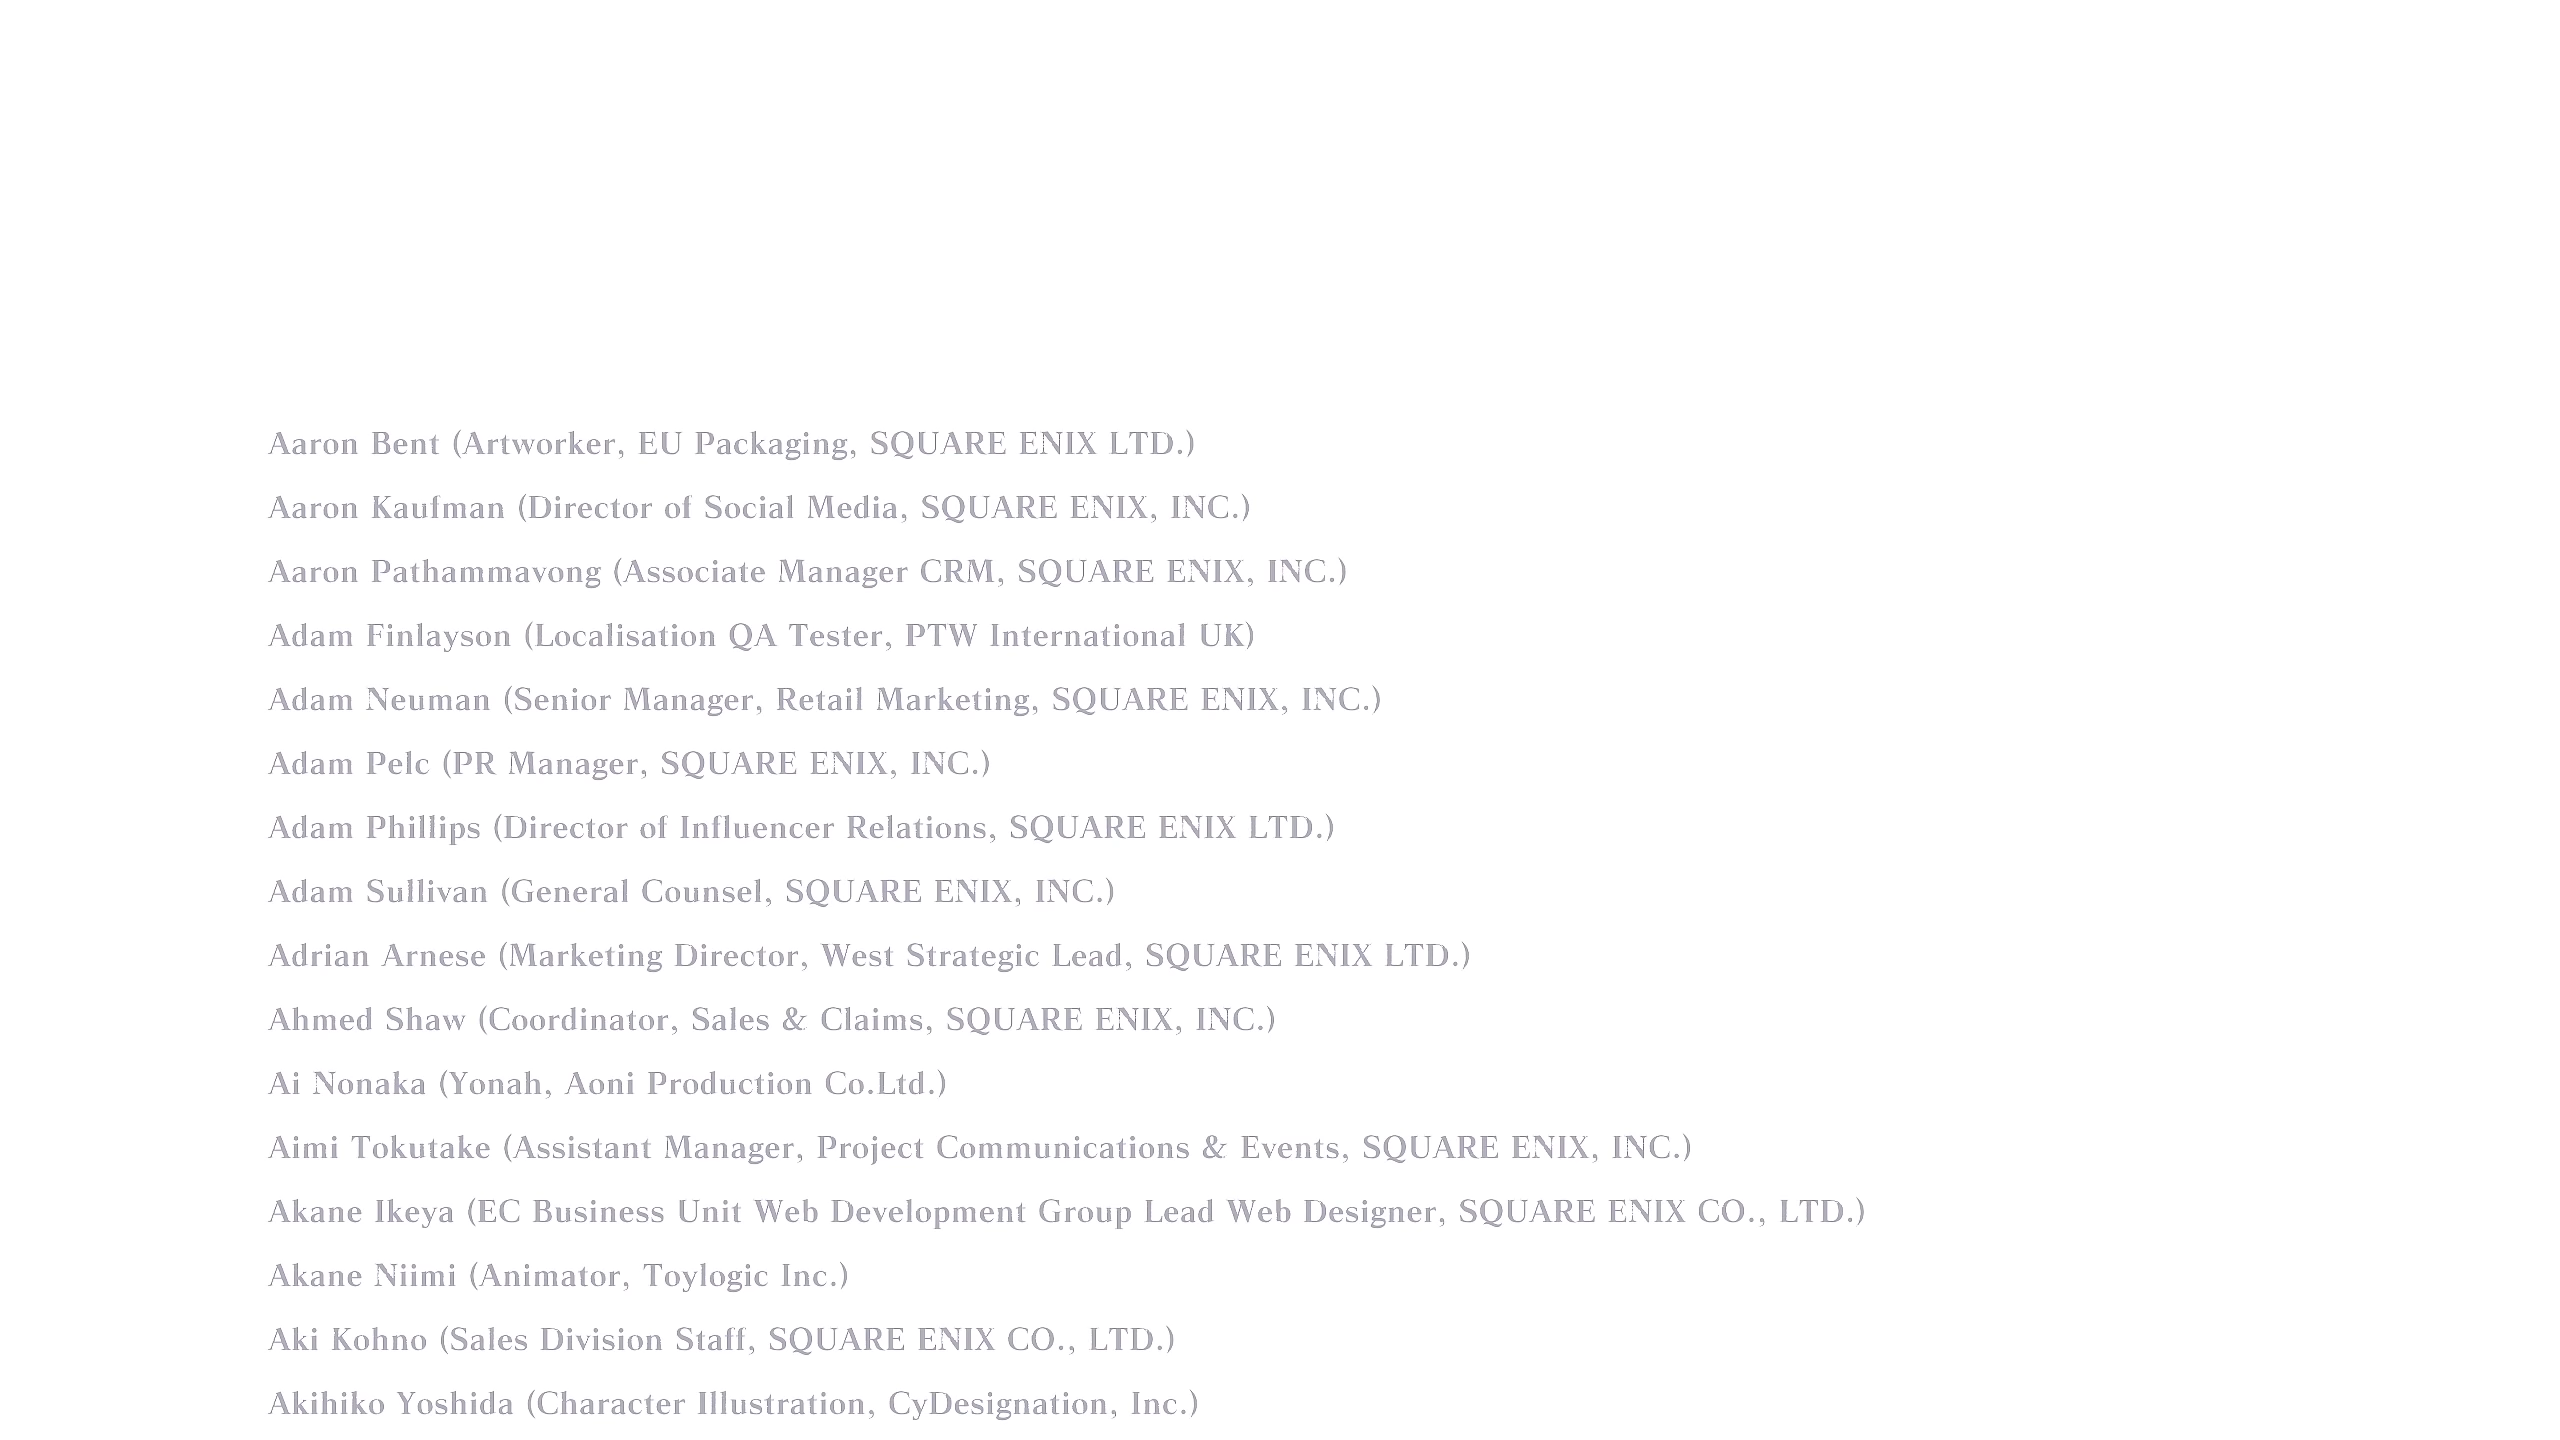 Aaron Bent (Artworker, EU Packaging, SQUARE ENIX LTD.)
Aaron Kaufman (Director of Social Media, SQUARE ENIX, INC.)
Aaron Pathammavong (Associate Manager CRM, SQUARE ENIX, INC.)
Adam Finlayson (Localisation QA Tester, PTW International UK)
Adam Neuman (Senior Manager, Retail Marketing, SQUARE ENIX, INC.)
Adam Pelc (PR Manager, SQUARE ENIX, INC.)
Adam Phillips (Director of Influencer Relations, SQUARE ENIX LTD.)
Adam Sullivan (General Counsel, SQUARE ENIX, INC.)
Adrian Arnese (Marketing Director, West Strategic Lead, SQUARE ENIX LTD.)
Ahmed Shaw (Coordinator, Sales & Claims, SQUARE ENIX, INC.)
Ai Nonaka (Yonah, Aoni Production Co.Ltd.)
Aimi Tokutake (Assistant Manager, Project Communications & Events, SQUARE ENIX, INC.)
Akane Ikeya (EC Business Unit Web Development Group Lead Web Designer, SQUARE ENIX CO., LTD.)
Akane Niimi (Animator, Toylogic Inc.)
Aki Kohno (Sales Division Staff, SQUARE ENIX CO., LTD.)
Akihiko Yoshida (Character Illustration, CyDesignation, Inc.)